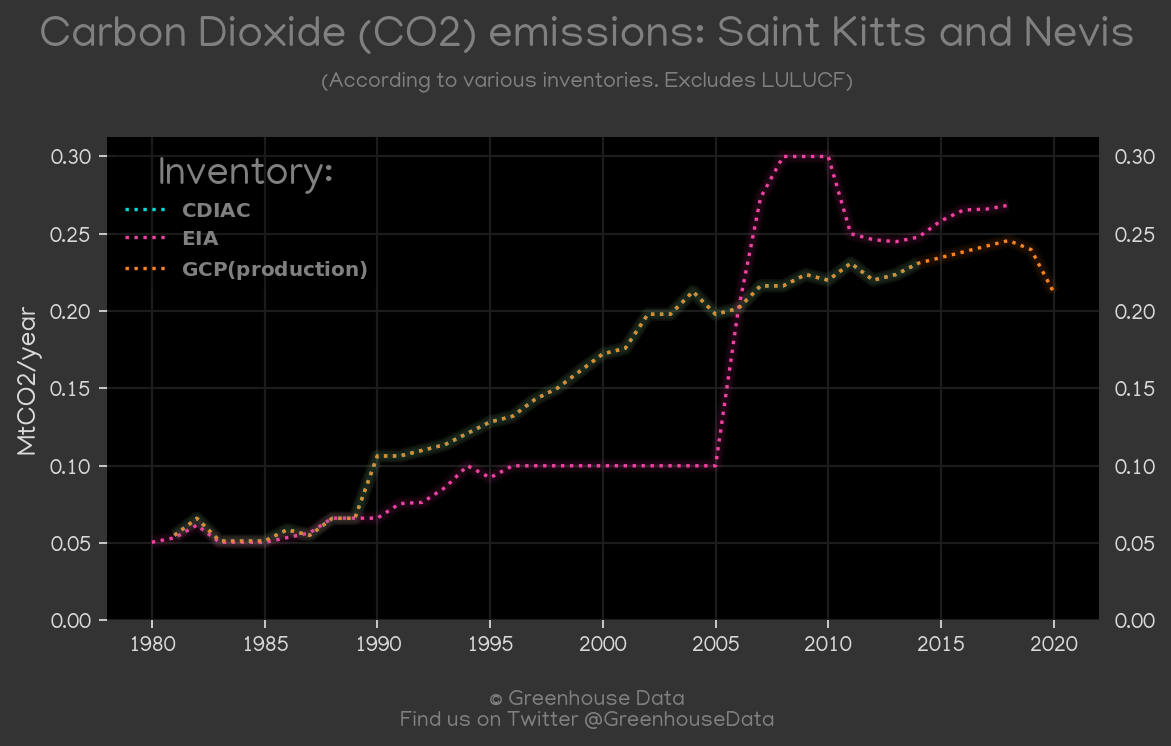 Carbon Dioxide (CO2) emissions: Saint Kitts and Nevis
(According to various inventories. Excludes LULUCF)
Inventory:
CDIAC
EIA
GCP(production)
MtCO2/year
0.30
0.25
0.20
0.15
0.10
0.05
0.00
0.30
0.25
0.20
0.15
0.10
0.05
0.00
1980 1985 1990 1995 2000 2005 2010 2015 2020
© Greenhouse Data
Find us on Twitter @GreenhouseData